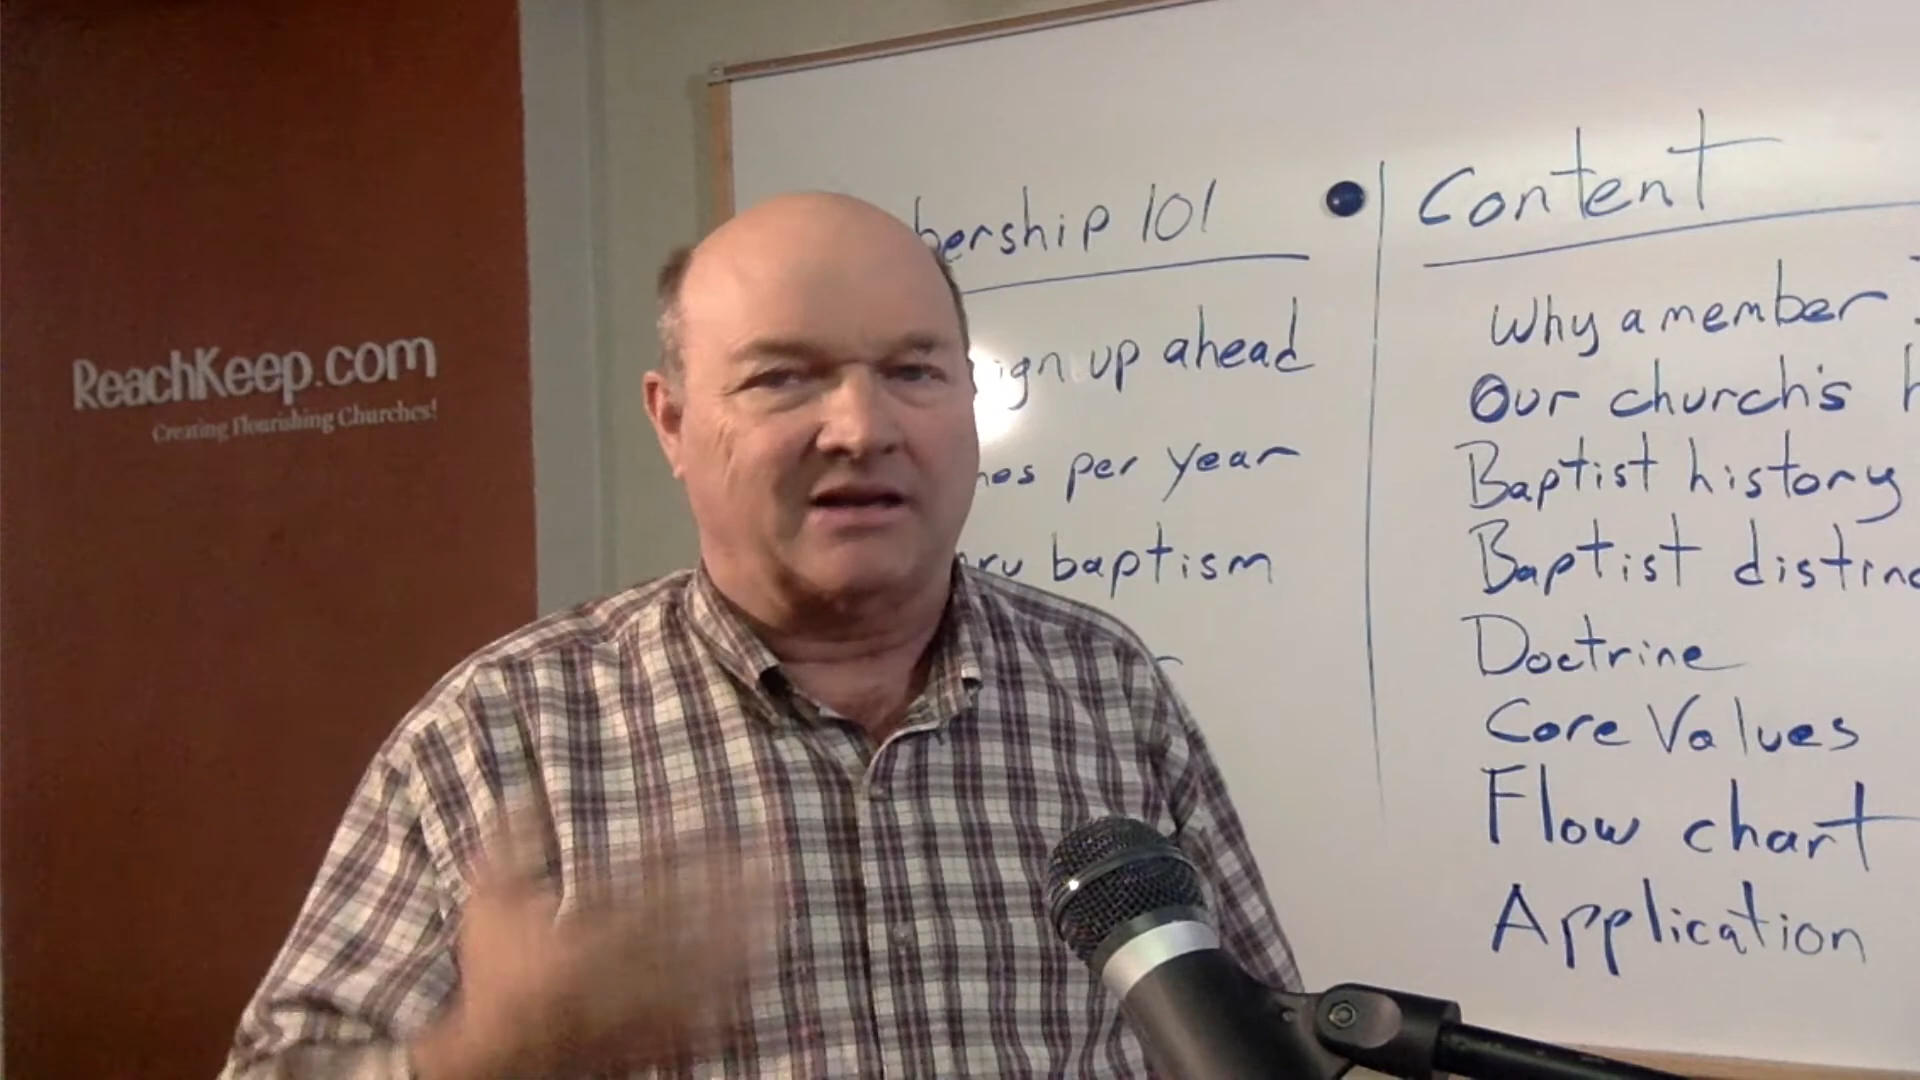 ReachKeep.com
Creating Flourishing Churches!
bership 101
ign up ahead
per year
baptism
Content
Why a member ?
Our church's h
Baptist history
Baptist distinc
Doctrine
Core Values
Flow chart
Application